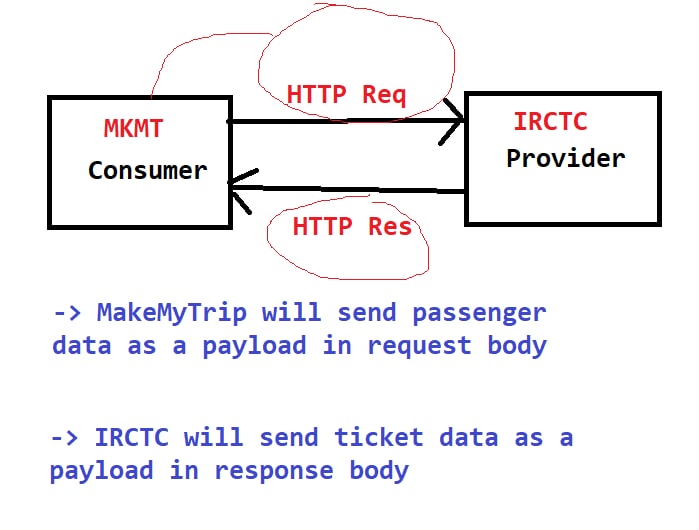 HTTP Req
MKMT
Consumer
IRCTC
Provider
HTTP Res
-> MakeMyTrip will send passenger
data as a payload in request body
-> IRCTC will send ticket data as a
payload in response body